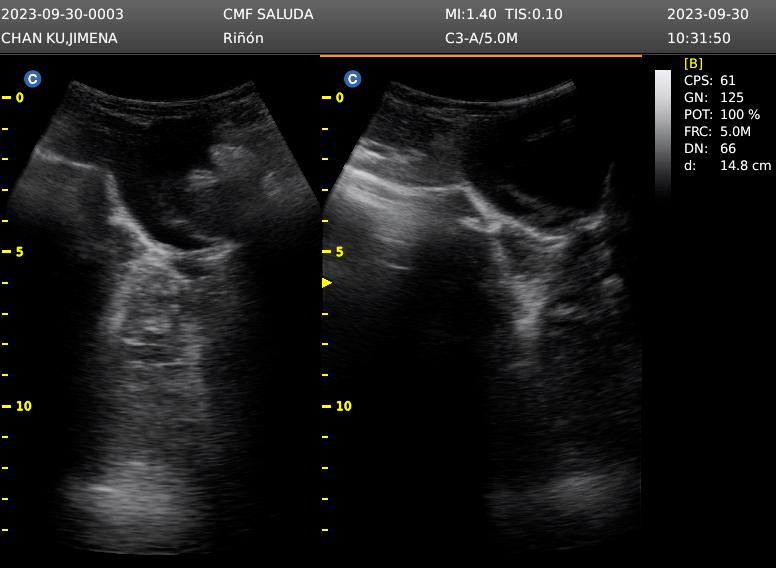 2023-09-30-0003 CMF SALUDA MI:1.40 TIS:0.10 2023-09-30
CHAN KU,JIMENA Riñón C3-A/5.0M 10:31:50
C C [B]
0 0 CPS: 61
GN: 125
POT: 100 %
FRC: 5.0M
DN: 66
d: 14.8 cm
5 5
10 10